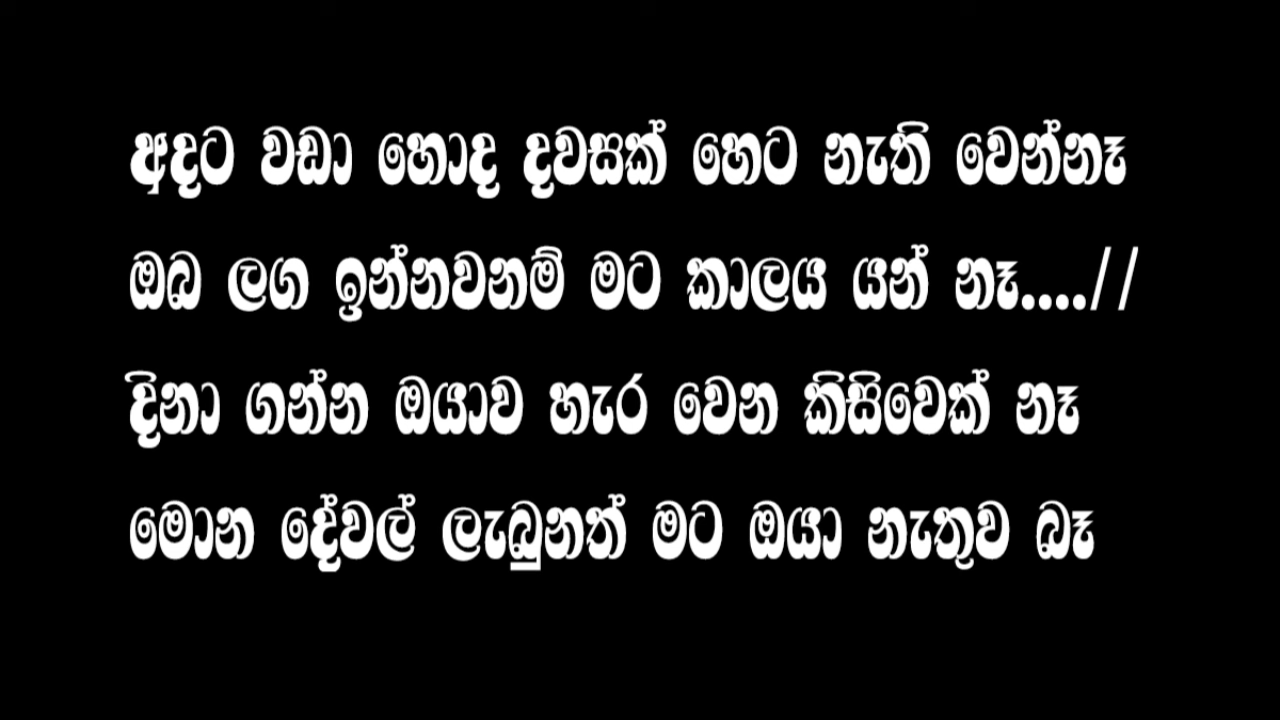 අදට වඩා හොද දවසක් හෙට නැති වෙන්නෑ
ඔබ ලග ඉන්නවනම් මට කාලය යන් නෑ....//
දිනා ගන්න ඔයාව හැර වෙන කිසිවෙක් නෑ
මොන දේවල් ලැබුනත් මට ඔයා නැතුව බෑ